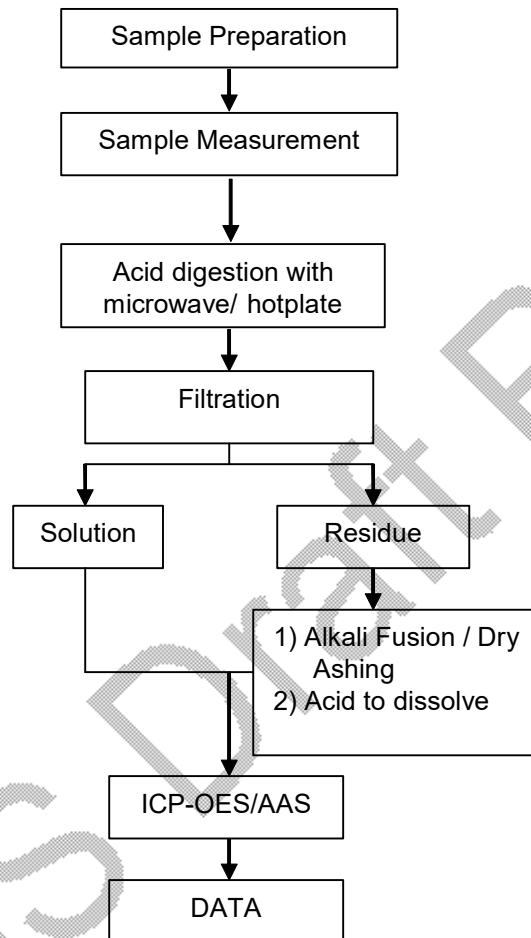 Sample Preparation
Sample Measurement
Acid digestion with
microwave/ hotplate
Filtration
Solution
Residue
1) Alkali Fusion / Dry
Ashing
2) Acid to dissolve
ICP-OES/AAS
DATA
S Draft P